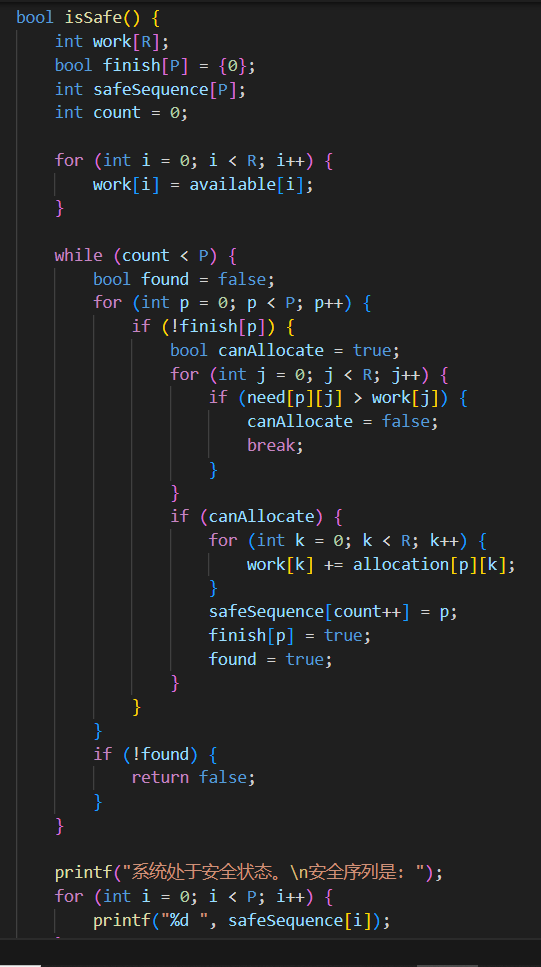 bool isSafe() {
    int work[R];
    bool finish[P] = {0};
    int safeSequence[P];
    int count = 0;

    for (int i = 0; i < R; i++) {
        work[i] = available[i];
    }

    while (count < P) {
        bool found = false;
        for (int p = 0; p < P; p++) {
            if (!finish[p]) {
                bool canAllocate = true;
                for (int j = 0; j < R; j++) {
                    if (need[p][j] > work[j]) {
                        canAllocate = false;
                        break;
                    }
                }
                if (canAllocate) {
                    for (int k = 0; k < R; k++) {
                        work[k] += allocation[p][k];
                    }
                    safeSequence[count++] = p;
                    finish[p] = true;
                    found = true;
                }
            }
        }
        if (!found) {
            return false;
        }
    }

    printf("系统处于安全状态。\n安全序列是: ");
    for (int i = 0; i < P; i++) {
        printf("%d ", safeSequence[i]);